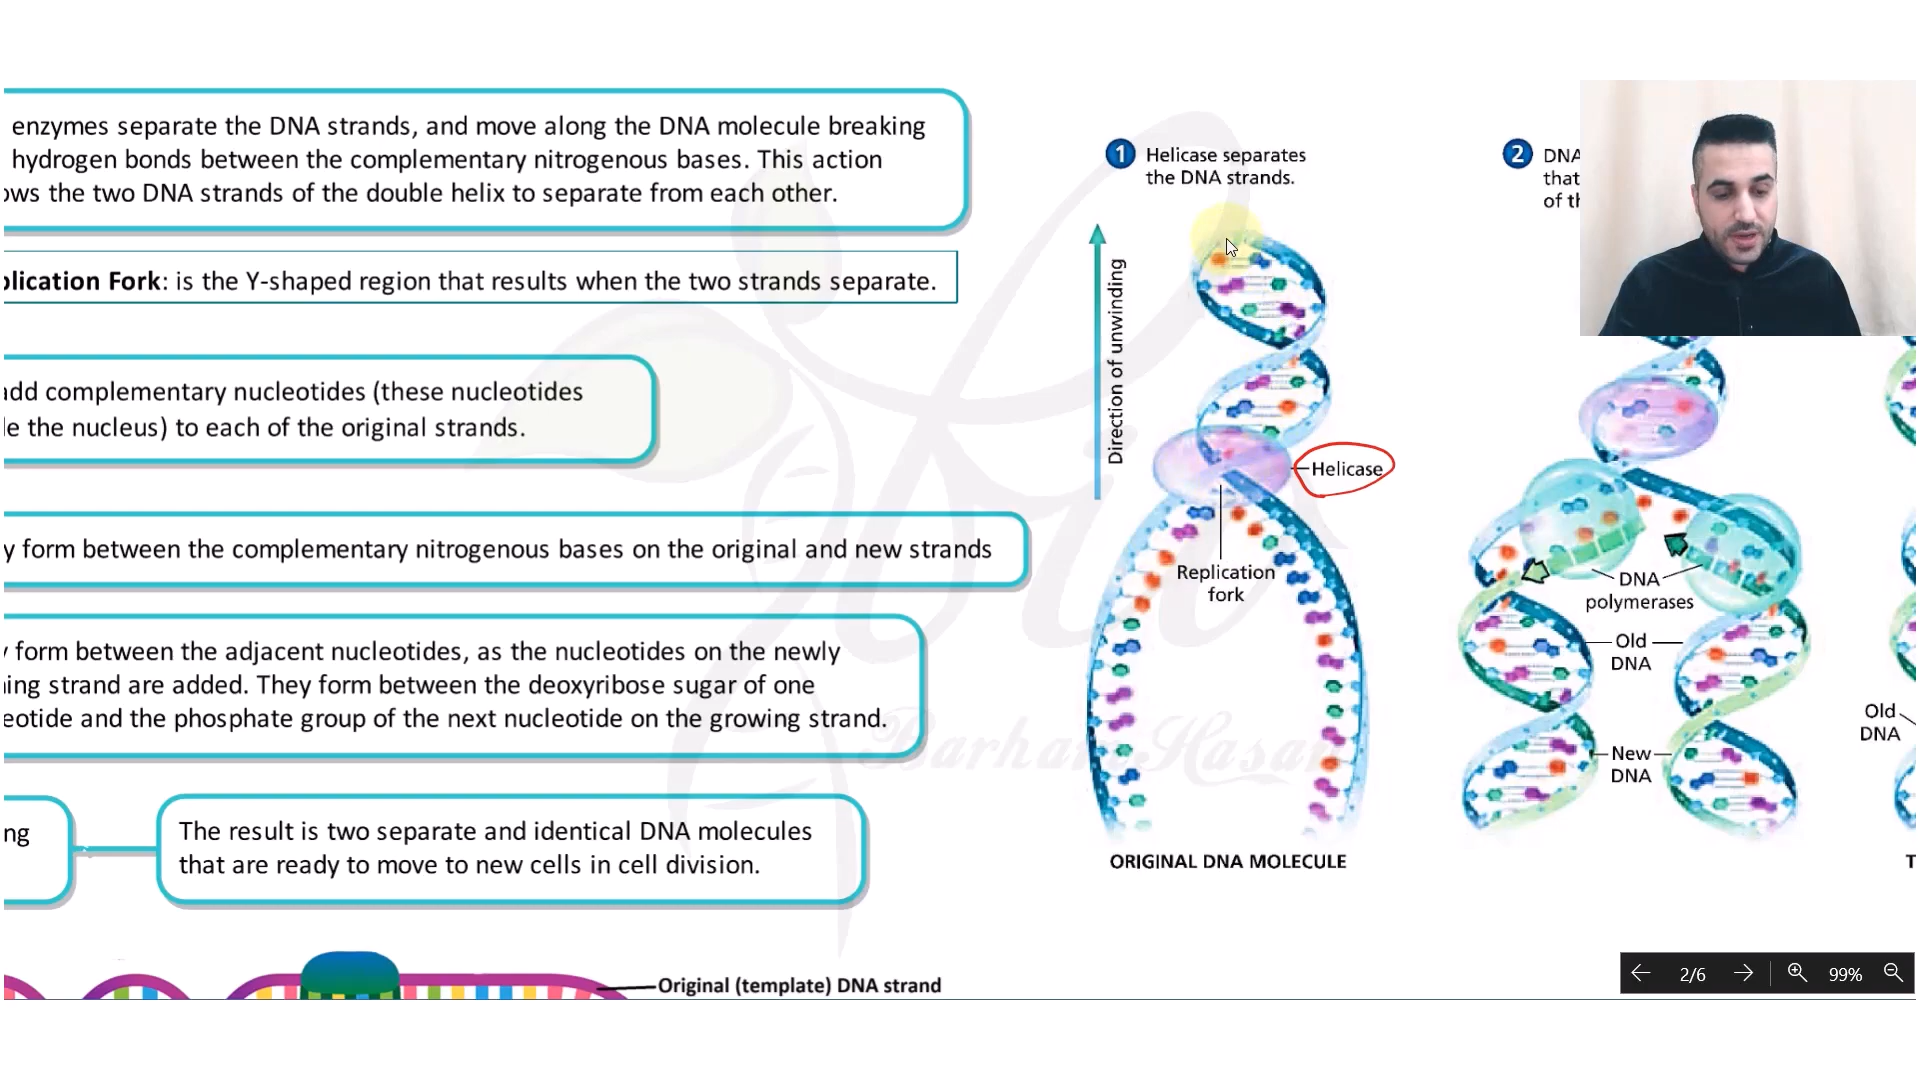 enzymes separate the DNA strands, and move along the DNA molecule breaking
hydrogen bonds between the complementary nitrogenous bases. This action
ows the two DNA strands of the double helix to separate from each other.
plication Fork: is the Y-shaped region that results when the two strands separate.
add complementary nucleotides (these nucleotides
le the nucleus) to each of the original strands.
y form between the complementary nitrogenous bases on the original and new strands
y form between the adjacent nucleotides, as the nucleotides on the newly
ing strand are added. They form between the deoxyribose sugar of one
eotide and the phosphate group of the next nucleotide on the growing strand.
ng
The result is two separate and identical DNA molecules
that are ready to move to new cells in cell division.
Original (template) DNA strand
1 Helicase separates
the DNA strands.
Direction of unwinding
Helicase
Replication
fork
ORIGINAL DNA MOLECULE
2 DNA
that
of th
DNA
polymerases
Old
DNA
New
DNA
Old
DNA
T
Barham Hasan
2/6
99%